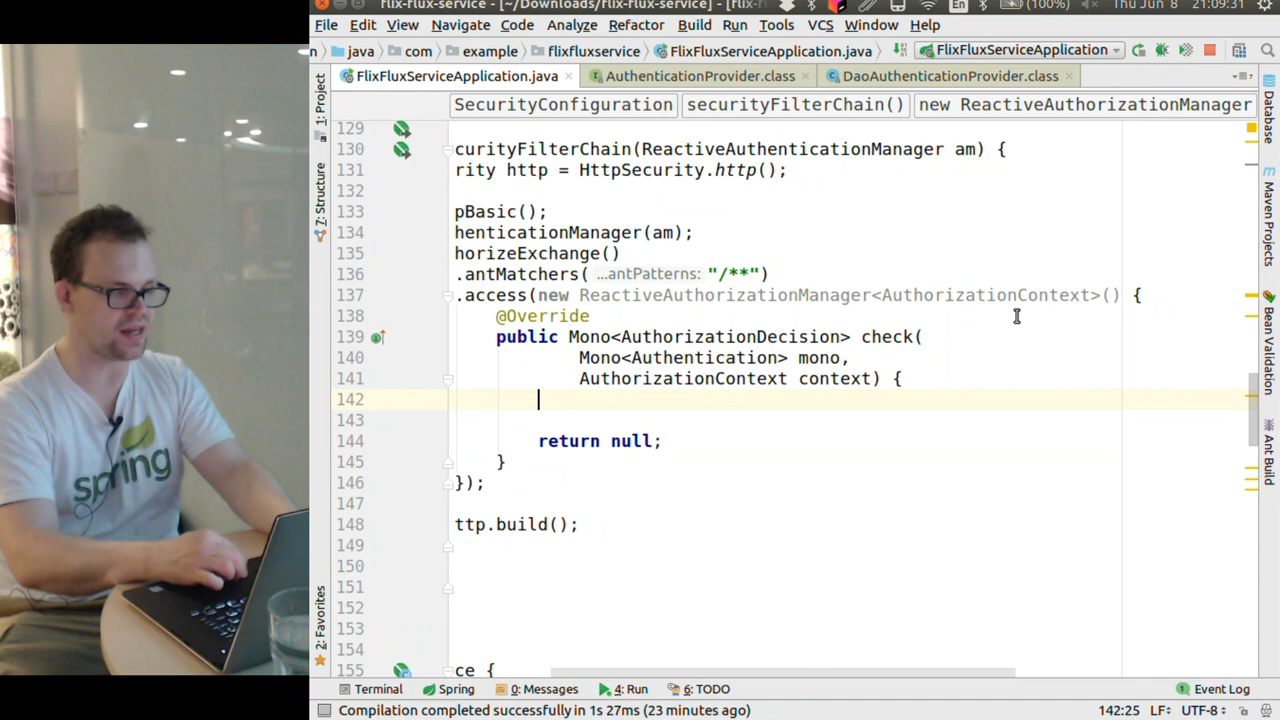 flix-flux-service - [~/Downloads/flix-flux-service] - [flix-f
En
(100%)
Thu Jun 8 21:09:31
File Edit View Navigate Code Analyze Refactor Build Run Tools VCS Window Help
n java com example flixfluxservice FlixFluxServiceApplication.java FlixFluxServiceApplication
FlixFluxServiceApplication.java AuthenticationProvider.class DaoAuthenticationProvider.class
SecurityConfiguration securityFilterChain() new ReactiveAuthorizationManager
129
130 curityFilterChain(ReactiveAuthenticationManager am) {
131 rity http = HttpSecurity.http();
132
133 pBasic();
134 henticationManager(am);
135 horizeExchange()
136 .antMatchers( ...antPatterns: "/**")
137 .access(new ReactiveAuthorizationManager<AuthorizationContext>() {
138 @Override
139 public Mono<AuthorizationDecision> check(
140 Mono<Authentication> mono,
141 AuthorizationContext context) {
142
143
144 return null;
145 }
146 });
147
148 ttp.build();
149
150
151
152
153
154
155 ce {
1: Project
7: Structure
2: Favorites
Database
Maven Projects
Bean Validation
Ant Build
spring
Terminal Spring 0: Messages 4: Run 6: TODO Event Log
Compilation completed successfully in 1s 27ms (23 minutes ago) 142:25 LF÷ UTF-8÷